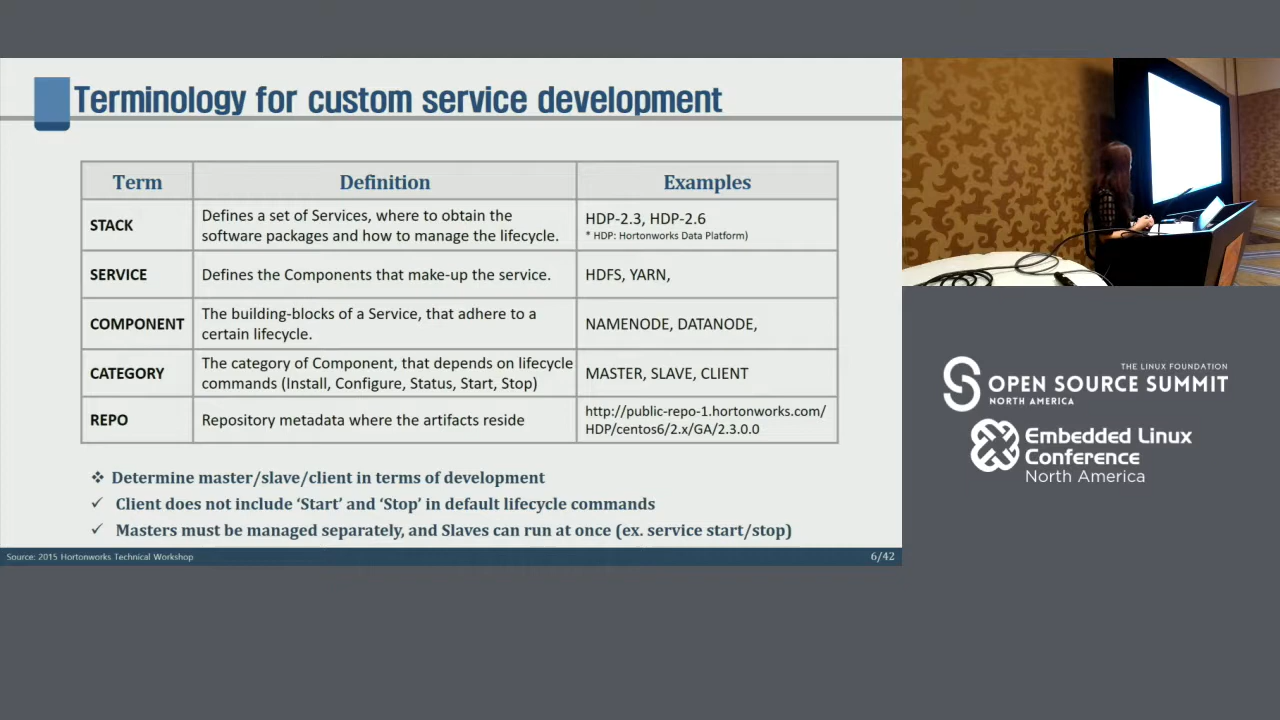 Terminology for custom service development
Term
Definition
Examples
STACK
Defines a set of Services, where to obtain the
software packages and how to manage the lifecycle.
HDP-2.3, HDP-2.6
* HDP: Hortonworks Data Platform)
SERVICE
Defines the Components that make-up the service.
HDFS, YARN,
COMPONENT
The building-blocks of a Service, that adhere to a
certain lifecycle.
NAMENODE, DATANODE,
CATEGORY
The category of Component, that depends on lifecycle
commands (Install, Configure, Status, Start, Stop)
MASTER, SLAVE, CLIENT
REPO
Repository metadata where the artifacts reside
http://public-repo-1.hortonworks.com/
HDP/centos6/2.x/GA/2.3.0.0
❖ Determine master/slave/client in terms of development
✓ Client does not include ‘Start’ and ‘Stop’ in default lifecycle commands
✓ Masters must be managed separately, and Slaves can run at once (ex. service start/stop)
Source: 2015 Hortonworks Technical Workshop
6/42
THE LINUX FOUNDATION
OPEN SOURCE SUMMIT
NORTH AMERICA
Embedded Linux
Conference
North America